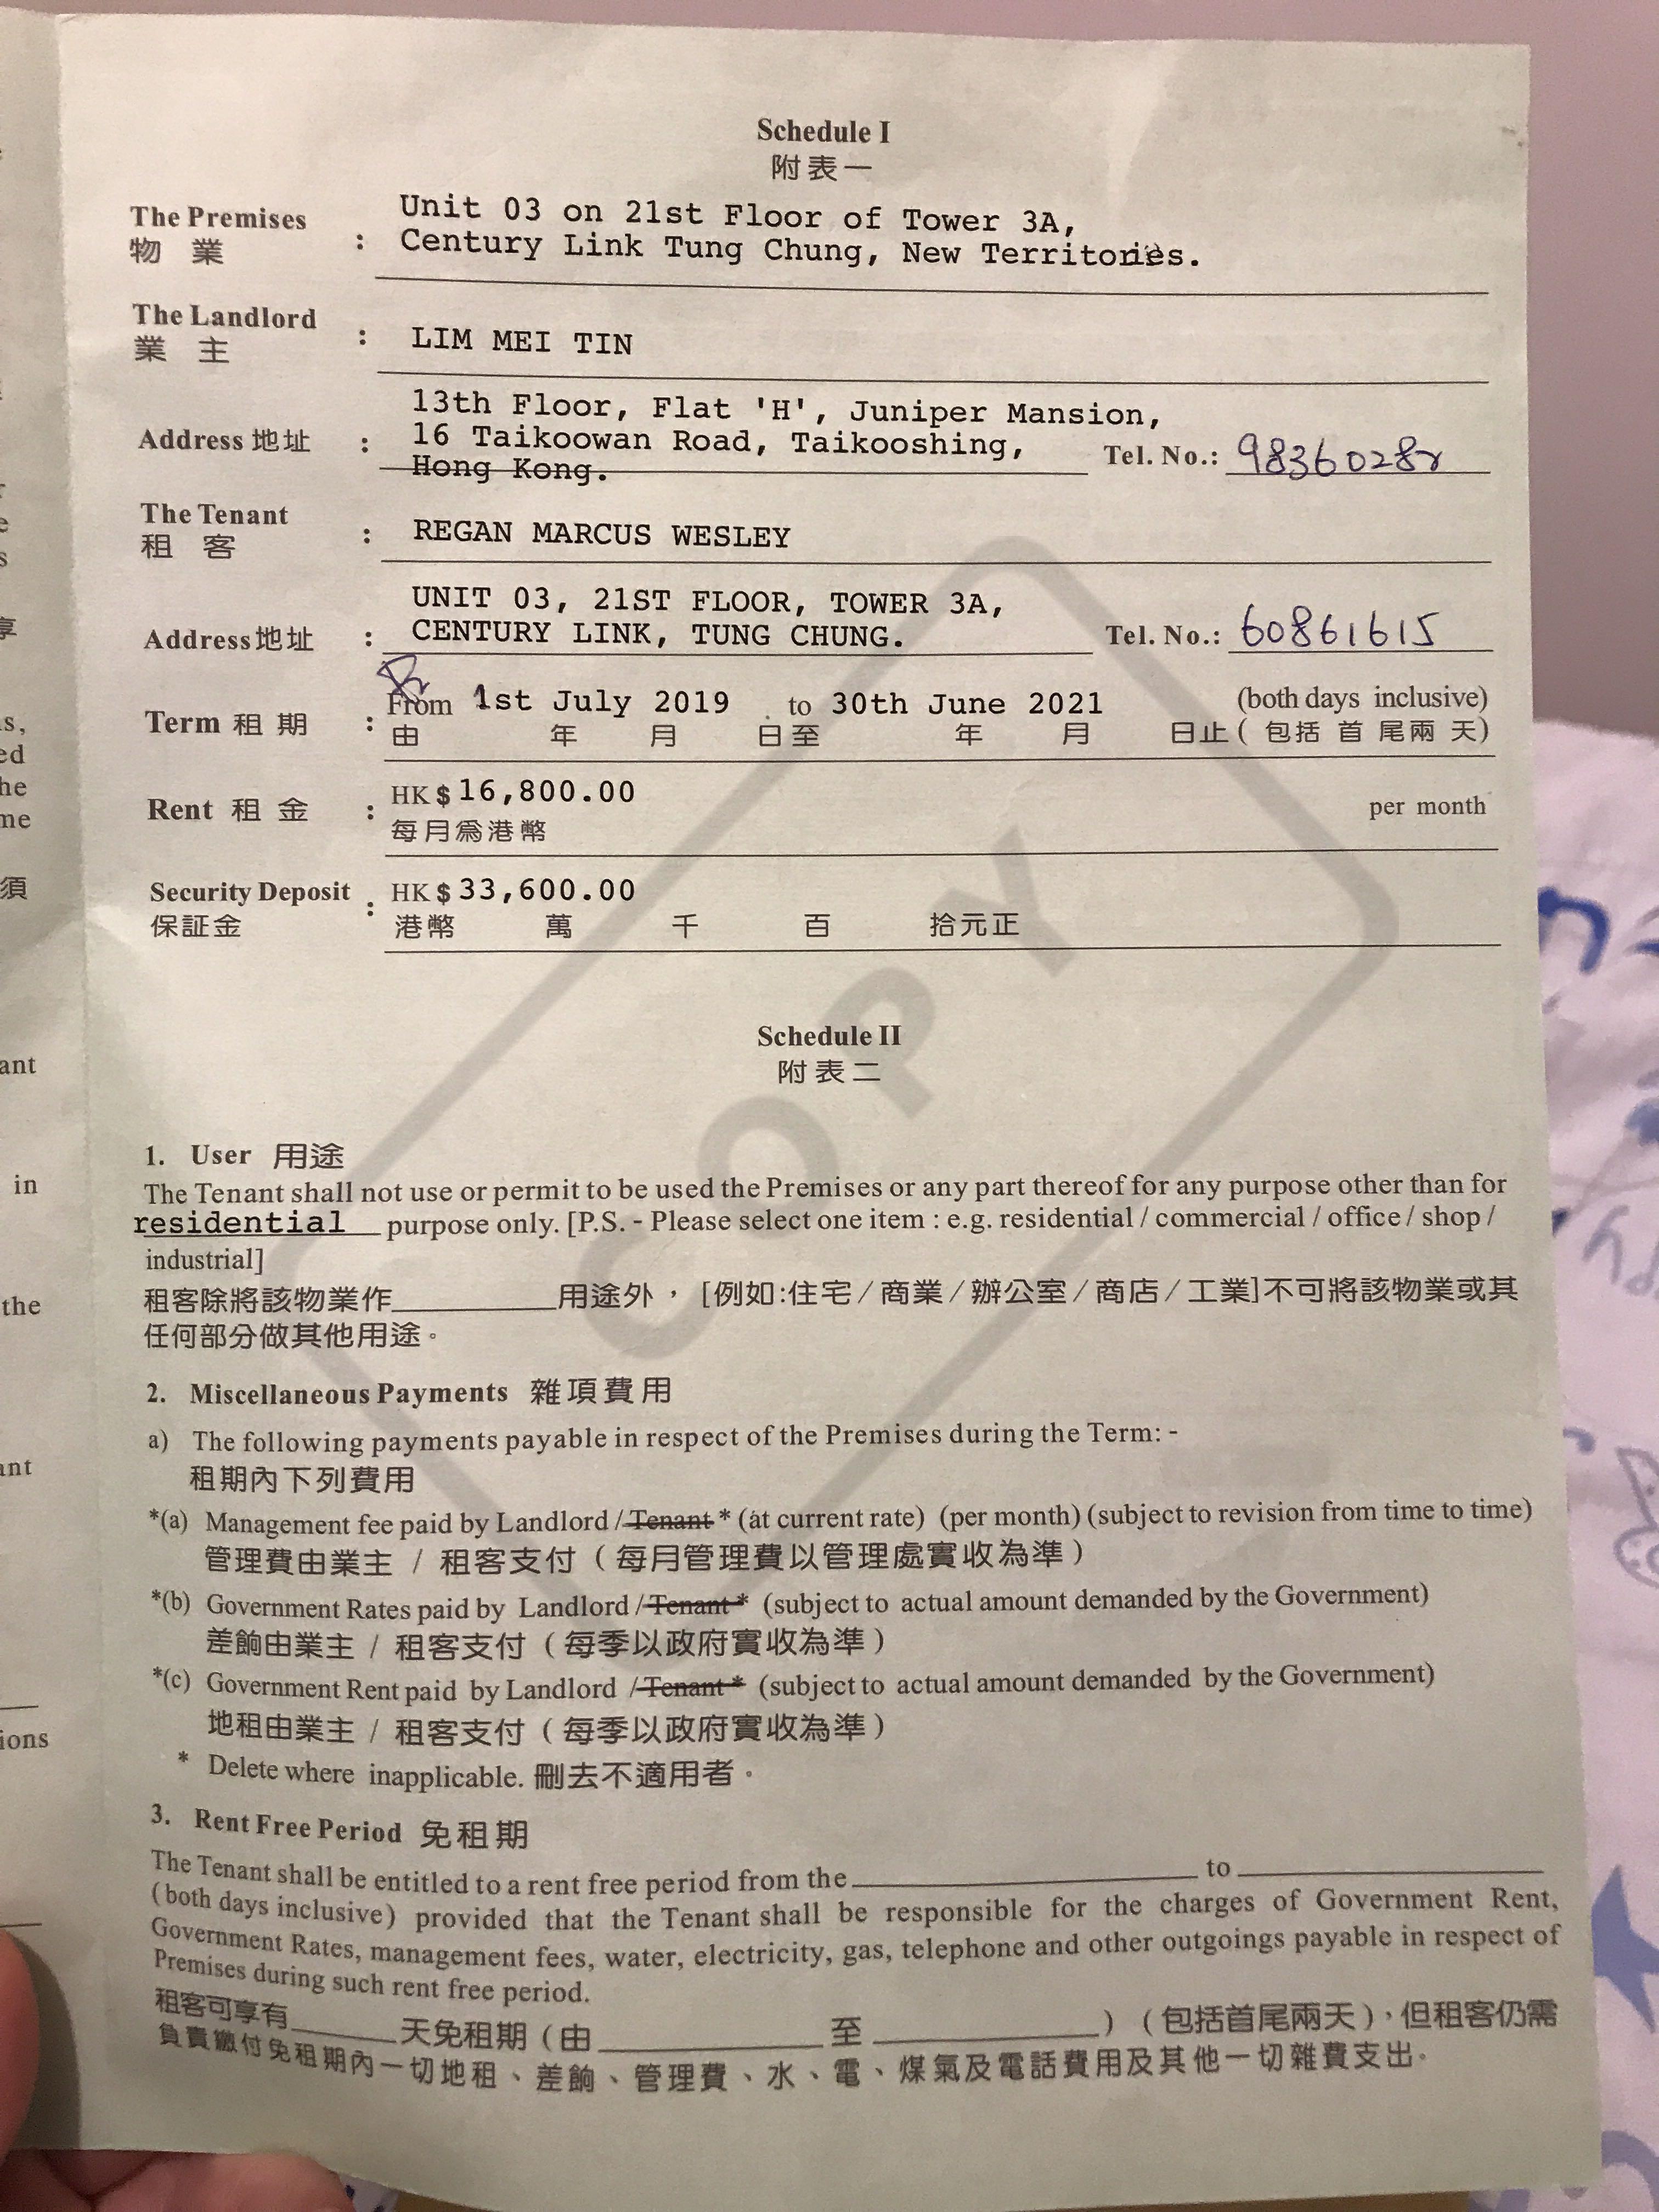 Schedule I
附表一
The Premises
物 業
:
Unit 03 on 21st Floor of Tower 3A,
Century Link Tung Chung, New Territories.
The Landlord
業 主
:
LIM MEI TIN
Address 地址
:
13th Floor, Flat 'H', Juniper Mansion,
16 Taikoowan Road, Taikooshing,
Hong Kong.
Tel. No.: 98360282
The Tenant
租 客
:
REGAN MARCUS WESLEY
Address地址
:
UNIT 03, 21ST FLOOR, TOWER 3A,
CENTURY LINK, TUNG CHUNG.
Tel. No.: 60861615
Term 租 期
:
From 1st July 2019 to 30th June 2021 (both days inclusive)
由 年 月 日至 年 月 日止 ( 包括 首 尾兩 天)
Rent 租 金
:
HK $ 16,800.00 per month
每月為港幣
Security Deposit
保証金
:
HK $ 33,600.00
港幣 萬 千 百 拾元正
COPY
Schedule II
附表二
1. User 用途
The Tenant shall not use or permit to be used the Premises or any part thereof for any purpose other than for
residential purpose only. [P.S. - Please select one item : e.g. residential / commercial / office / shop /
industrial]
租客除將該物業作__________用途外， [例如:住宅 / 商業 / 辦公室 / 商店 / 工業]不可將該物業或其
任何部分做其他用途。
2. Miscellaneous Payments 雜項費用
a) The following payments payable in respect of the Premises during the Term: -
租期內下列費用
*(a) Management fee paid by Landlord / Tenant * (at current rate) (per month) (subject to revision from time to time)
管理費由業主 / 租客支付 ( 每月管理費以管理處實收為準 )
*(b) Government Rates paid by Landlord / Tenant * (subject to actual amount demanded by the Government)
差餉由業主 / 租客支付 ( 每季以政府實收為準 )
*(c) Government Rent paid by Landlord / Tenant * (subject to actual amount demanded by the Government)
地租由業主 / 租客支付 ( 每季以政府實收為準 )
* Delete where inapplicable. 刪去不適用者。
3. Rent Free Period 免租期
The Tenant shall be entitled to a rent free period from the __________ to __________
(both days inclusive) provided that the Tenant shall be responsible for the charges of Government Rent,
Government Rates, management fees, water, electricity, gas, telephone and other outgoings payable in respect of
Premises during such rent free period.
租客可享有______天免租期 ( 由 __________ 至 __________ ) ( 包括首尾兩天 )，但租客仍需
負責繳付免租期內一切地租、差餉、管理費、水、電、煤氣及電話費用及其他一切雜費支出.